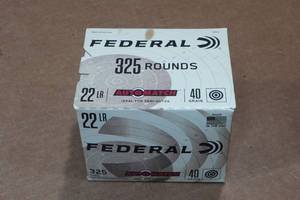 FEDERAL
325 ROUNDS
22 LR
AUTOMATCH
IDEAL FOR SEMI-AUTOS
40
GRAIN
22 LR
FEDERAL
325
AUTOMATCH
40